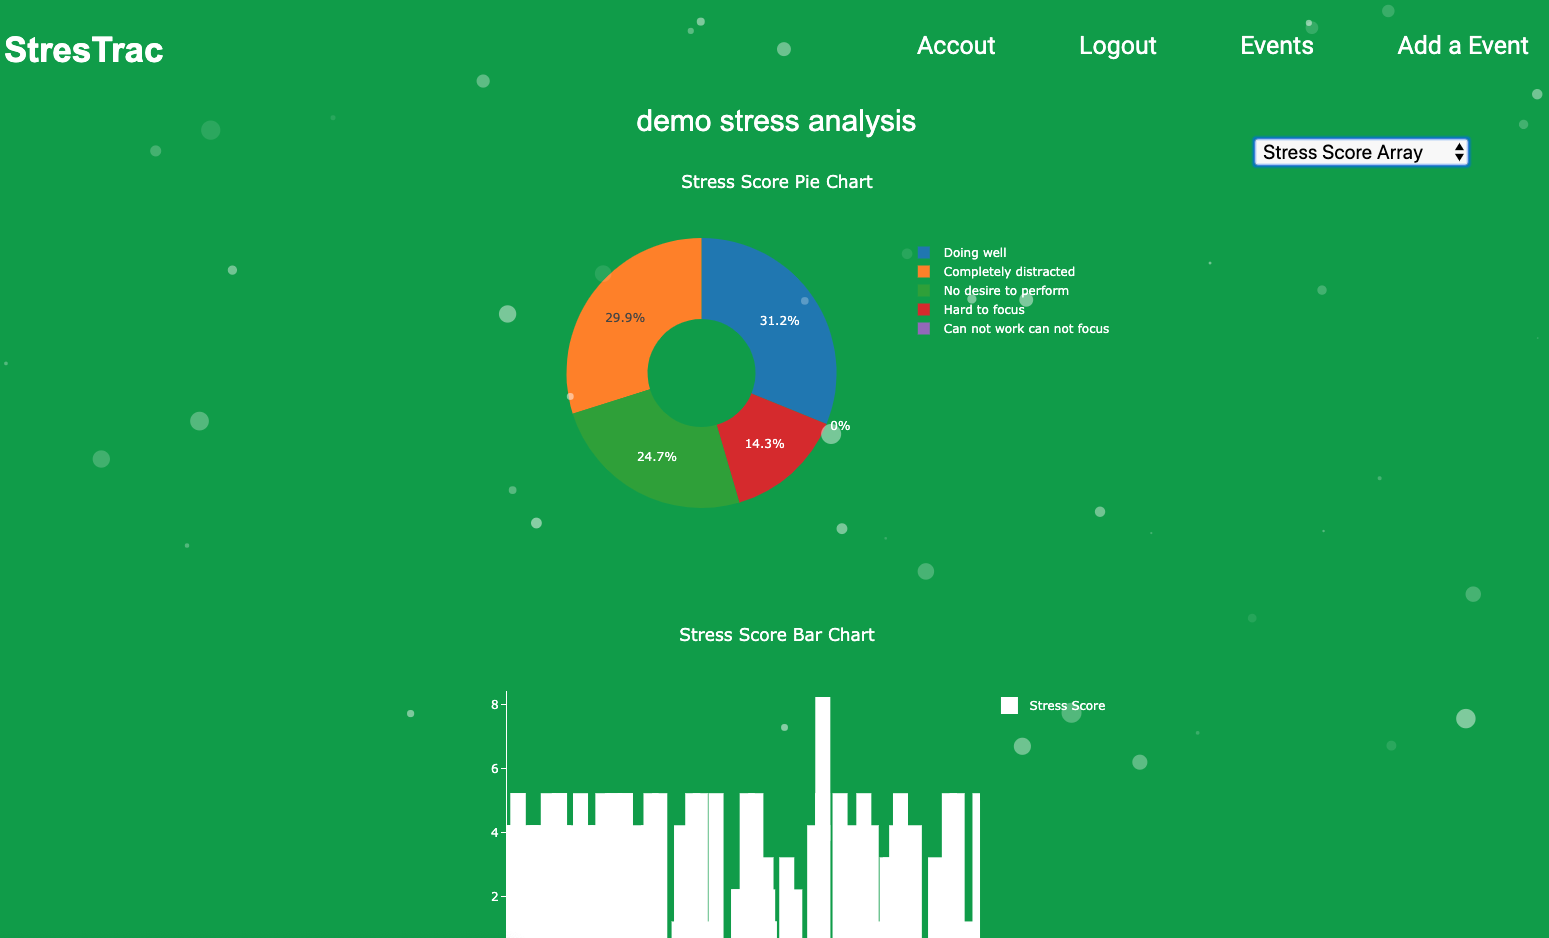 StresTrac
Accout
Logout
Events
Add a Event
demo stress analysis
Stress Score Array
Stress Score Pie Chart
Doing well
Completely distracted
No desire to perform
Hard to focus
Can not work can not focus
29.9%
31.2%
0%
14.3%
24.7%
Stress Score Bar Chart
8
Stress Score
6
4
2